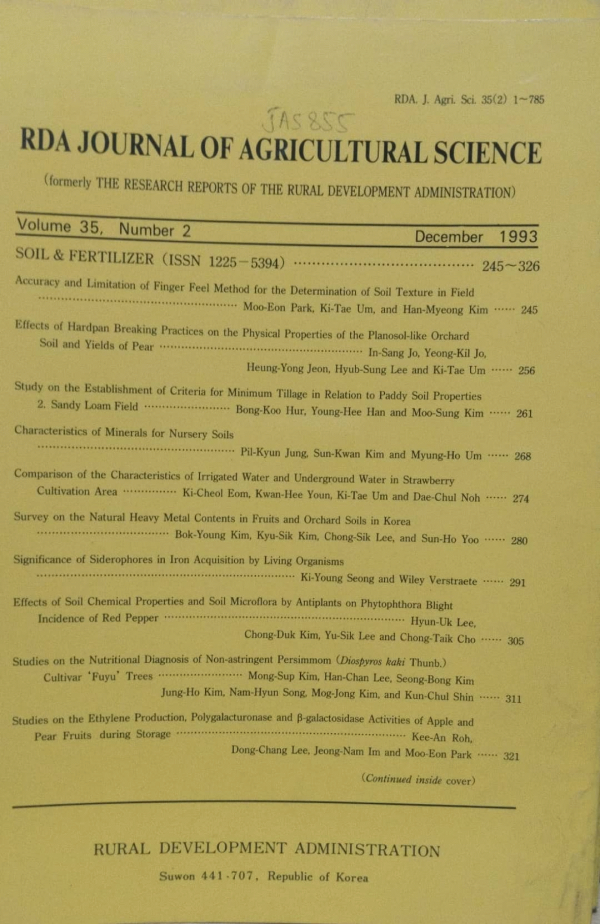 RDA. J. Agri. Sci. 35(2) 1~785
JAS855
RDA JOURNAL OF AGRICULTURAL SCIENCE
(formerly THE RESEARCH REPORTS OF THE RURAL DEVELOPMENT ADMINISTRATION)
Volume 35, Number 2 December 1993
SOIL & FERTILIZER (ISSN 1225-5394) ········· 245~326
Accuracy and Limitation of Finger Feel Method for the Determination of Soil Texture in Field
········· Moo-Eon Park, Ki-Tae Um, and Han-Myeong Kim ······ 245
Effects of Hardpan Breaking Practices on the Physical Properties of the Planosol-like Orchard
Soil and Yields of Pear ········· In-Sang Jo, Yeong-Kil Jo,
Heung-Yong Jeon, Hyub-Sung Lee and Ki-Tae Um ······ 256
Study on the Establishment of Criteria for Minimum Tillage in Relation to Paddy Soil Properties
2. Sandy Loam Field ········· Bong-Koo Hur, Young-Hee Han and Moo-Sung Kim ······ 261
Characteristics of Minerals for Nursery Soils
········· Pil-Kyun Jung, Sun-Kwan Kim and Myung-Ho Um ······ 268
Comparison of the Characteristics of Irrigated Water and Underground Water in Strawberry
Cultivation Area ········· Ki-Cheol Eom, Kwan-Hee Youn, Ki-Tae Um and Dae-Chul Noh ······ 274
Survey on the Natural Heavy Metal Contents in Fruits and Orchard Soils in Korea
········· Bok-Young Kim, Kyu-Sik Kim, Chong-Sik Lee, and Sun-Ho Yoo ······ 280
Significance of Siderophores in Iron Acquisition by Living Organisms
········· Ki-Young Seong and Wiley Verstraete ······ 291
Effects of Soil Chemical Properties and Soil Microflora by Antiplants on Phytophthora Blight
Incidence of Red Pepper ········· Hyun-Uk Lee,
Chong-Duk Kim, Yu-Sik Lee and Chong-Taik Cho ······ 305
Studies on the Nutritional Diagnosis of Non-astringent Persimmom (Diospyros kaki Thunb.)
Cultivar 'Fuyu' Trees ········· Mong-Sup Kim, Han-Chan Lee, Seong-Bong Kim
Jung-Ho Kim, Nam-Hyun Song, Mog-Jong Kim, and Kun-Chul Shin ······ 311
Studies on the Ethylene Production, Polygalacturonase and β-galactosidase Activities of Apple and
Pear Fruits during Storage ········· Kee-An Roh,
Dong-Chang Lee, Jeong-Nam Im and Moo-Eon Park ······ 321
(Continued inside cover)
RURAL DEVELOPMENT ADMINISTRATION
Suwon 441-707, Republic of Korea